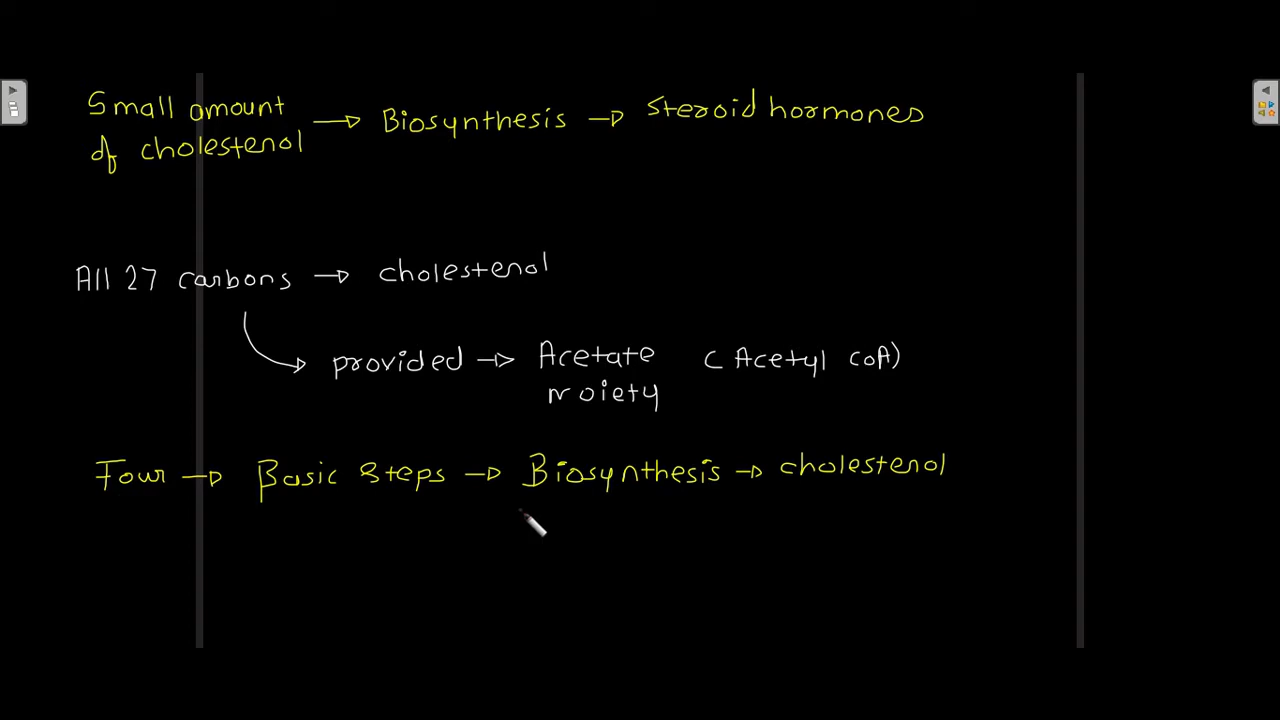 Small amount → Biosynthesis → steroid hormones
of cholesterol
All 27 carbons → cholesterol
provided → Acetate (Acetyl CoA)
moiety
Four → Basic steps → Biosynthesis → cholesterol